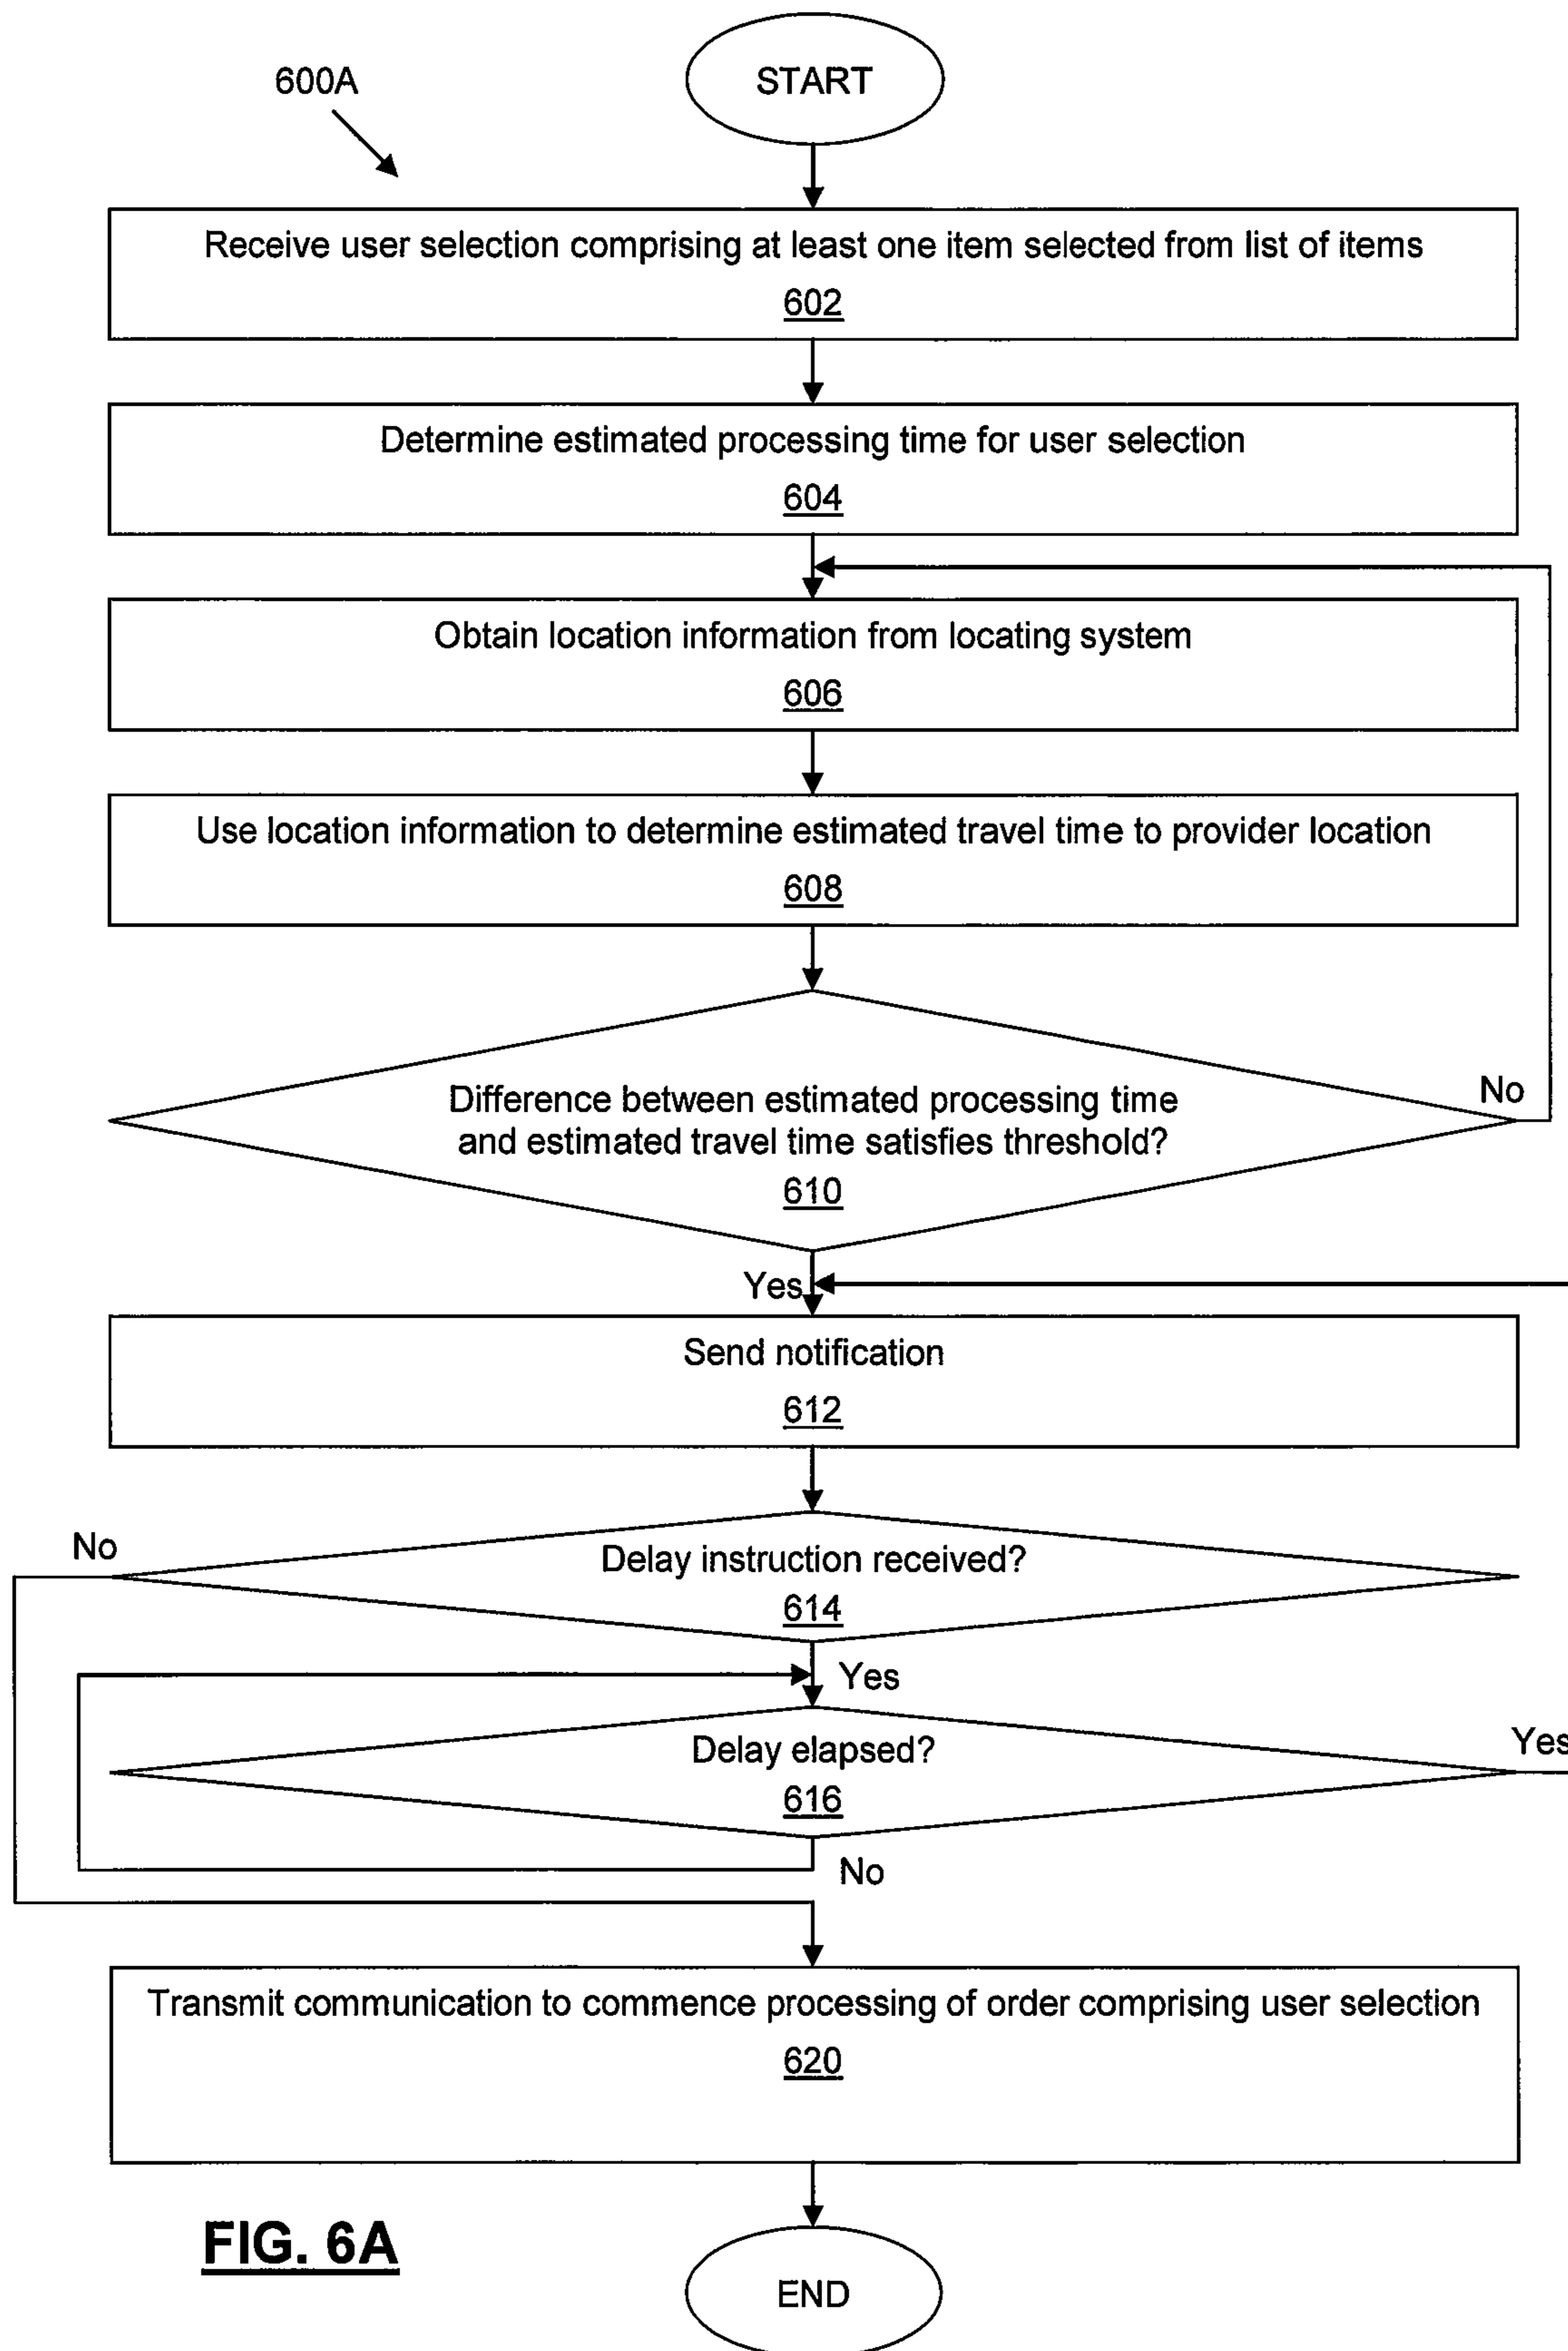 START
600A
Receive user selection comprising at least one item selected from list of items
602
Determine estimated processing time for user selection
604
Obtain location information from locating system
606
Use location information to determine estimated travel time to provider location
608
Difference between estimated processing time
and estimated travel time satisfies threshold?
610
No
Yes
Send notification
612
No
Delay instruction received?
614
Yes
Delay elapsed?
616
Yes
No
Transmit communication to commence processing of order comprising user selection
620
FIG. 6A
END